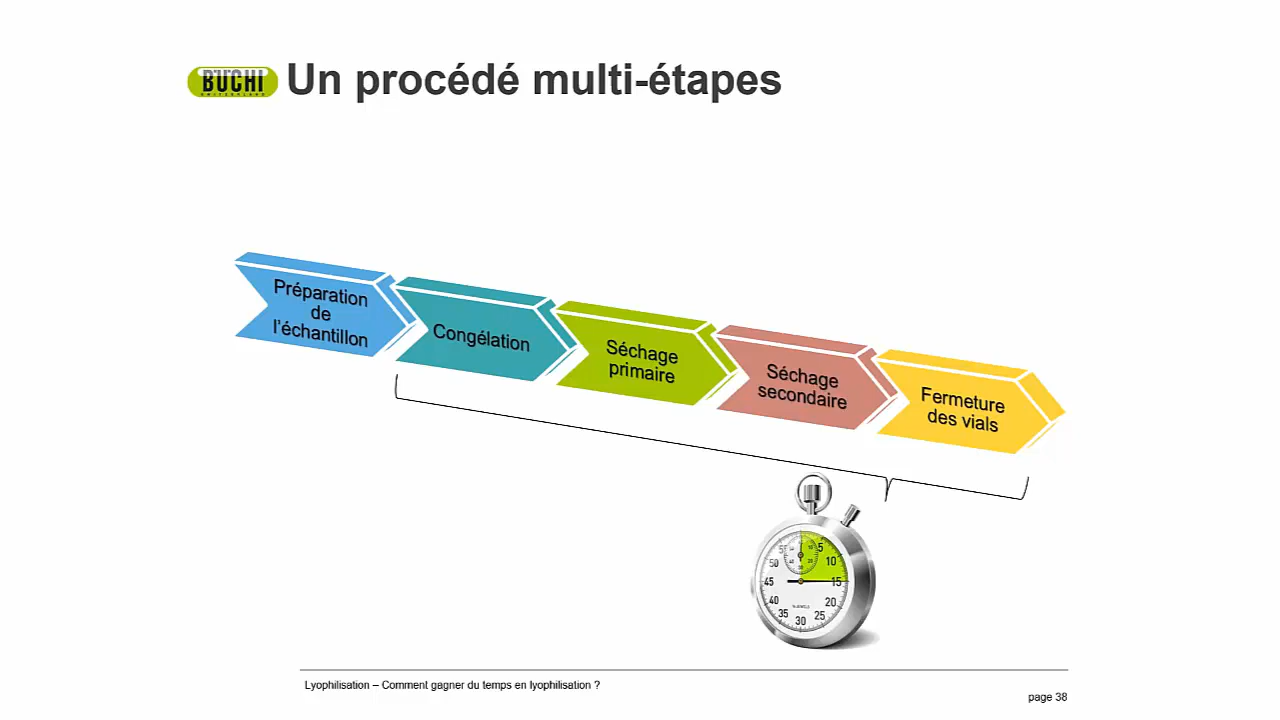 BÜCHI
Un procédé multi-étapes
Préparation
de
l'échantillon
Congélation
Séchage
primaire
Séchage
secondaire
Fermeture
des vials
5
10
15
20
25
30
35
40
45
50
55
Lyophilisation – Comment gagner du temps en lyophilisation ?
page 38